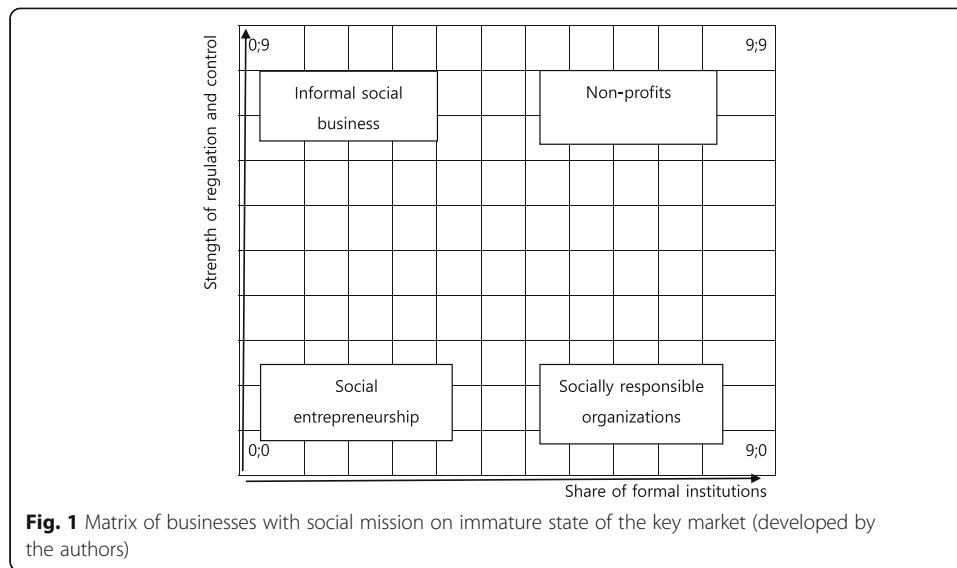 Strength of regulation and control
0;9
9;9
Informal social
business
Non-profits
Social
entrepreneurship
Socially responsible
organizations
0;0
9;0
Share of formal institutions
Fig. 1 Matrix of businesses with social mission on immature state of the key market (developed by
the authors)